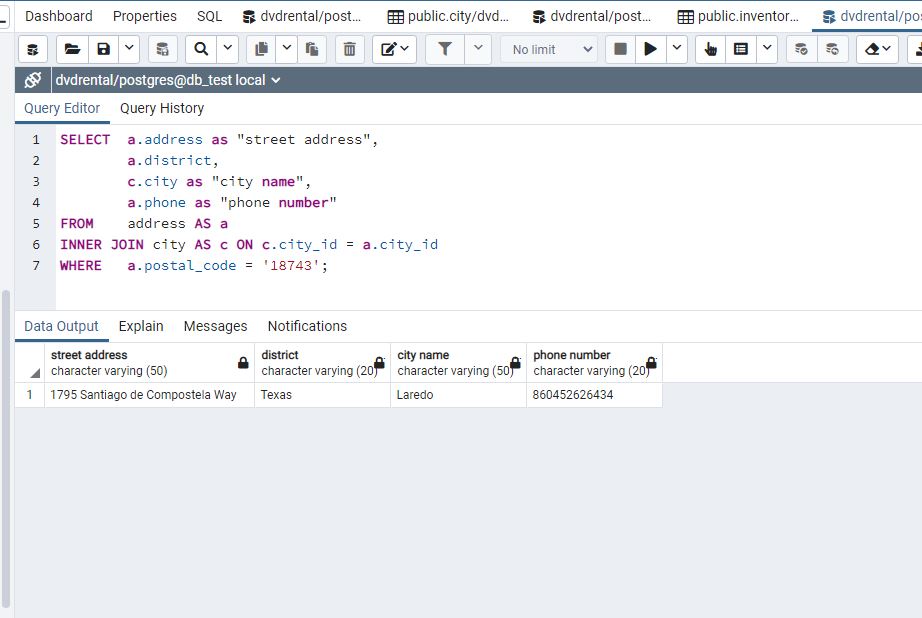 Dashboard Properties SQL dvdrental/post... public.city/dvd... dvdrental/post... public.inventor... dvdrental/pos
No limit
dvdrental/postgres@db_test local
Query Editor Query History
1 SELECT a.address as "street address",
2 a.district,
3 c.city as "city name",
4 a.phone as "phone number"
5 FROM address AS a
6 INNER JOIN city AS c ON c.city_id = a.city_id
7 WHERE a.postal_code = '18743';
Data Output Explain Messages Notifications
street address district city name phone number
character varying (50) character varying (20) character varying (50) character varying (20)
1 1795 Santiago de Compostela Way Texas Laredo 860452626434